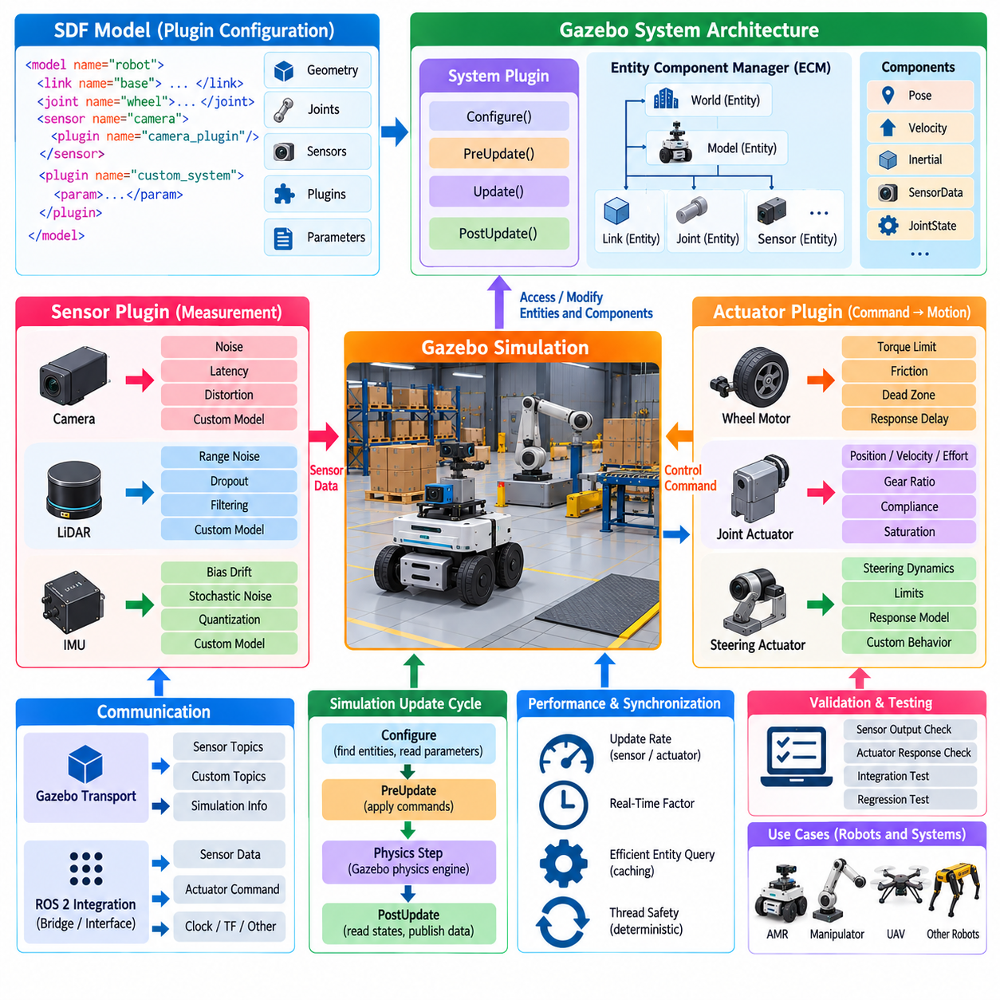 SDF Model (Plugin Configuration)
<model name="robot">
<link name="base"> ... </link>
<joint name="wheel">... </joint>
<sensor name="camera">
<plugin name="camera_plugin"/>
</sensor>
<plugin name="custom_system">
<param>...</param>
</plugin>
</model>
Geometry
Joints
Sensors
Plugins
Parameters
Gazebo System Architecture
System Plugin
Configure()
PreUpdate()
Update()
PostUpdate()
Entity Component Manager (ECM)
World (Entity)
Model (Entity)
Link (Entity)
Joint (Entity)
Sensor (Entity)
...
Components
Pose
Velocity
Inertial
SensorData
JointState
...
Access / Modify
Entities and Components
Sensor Plugin (Measurement)
Camera
Noise
Latency
Distortion
Custom Model
LiDAR
Range Noise
Dropout
Filtering
Custom Model
IMU
Bias Drift
Stochastic Noise
Quantization
Custom Model
Sensor
Data
Gazebo Simulation
Control
Command
Actuator Plugin (Command → Motion)
Wheel Motor
Torque Limit
Friction
Dead Zone
Response Delay
Joint Actuator
Position / Velocity / Effort
Gear Ratio
Compliance
Saturation
Steering Actuator
Steering Dynamics
Limits
Response Model
Custom Behavior
Communication
Gazebo Transport
Sensor Topics
Custom Topics
Simulation Info
ROS 2 Integration
(Bridge / Interface)
Sensor Data
Actuator Command
Clock / TF / Other
Simulation Update Cycle
Configure
(find entities, read parameters)
PreUpdate
(apply commands)
Physics Step
(Gazebo physics engine)
PostUpdate
(read states, publish data)
Performance & Synchronization
Update Rate
(sensor / actuator)
Real-Time Factor
Efficient Entity Query
(caching)
Thread Safety
(deterministic)
Validation & Testing
Sensor Output Check
Actuator Response Check
Integration Test
Regression Test
Use Cases (Robots and Systems)
AMR
Manipulator
UAV
Other Robots